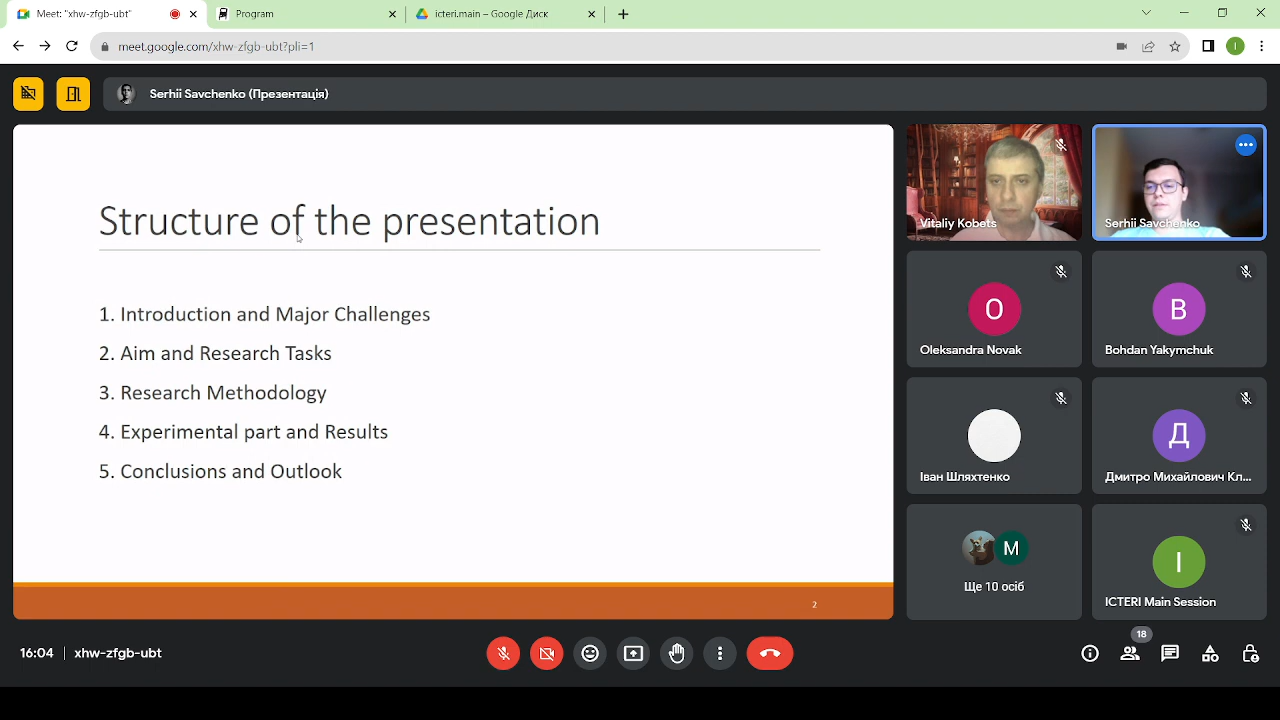 Meet: "xhw-zfgb-ubt"
Program
icteri.main – Google Диск
meet.google.com/xhw-zfgb-ubt?pli=1
I
Serhii Savchenko (Презентація)
Structure of the presentation
1. Introduction and Major Challenges
2. Aim and Research Tasks
3. Research Methodology
4. Experimental part and Results
5. Conclusions and Outlook
2
Vitaliy Kobets
Serhii Savchenko
O
Oleksandra Novak
B
Bohdan Yakymchuk
Іван Шляхтенко
Д
Дмитро Михайлович Кл...
M
Ще 10 осіб
I
ICTERI Main Session
16:04 | xhw-zfgb-ubt
18